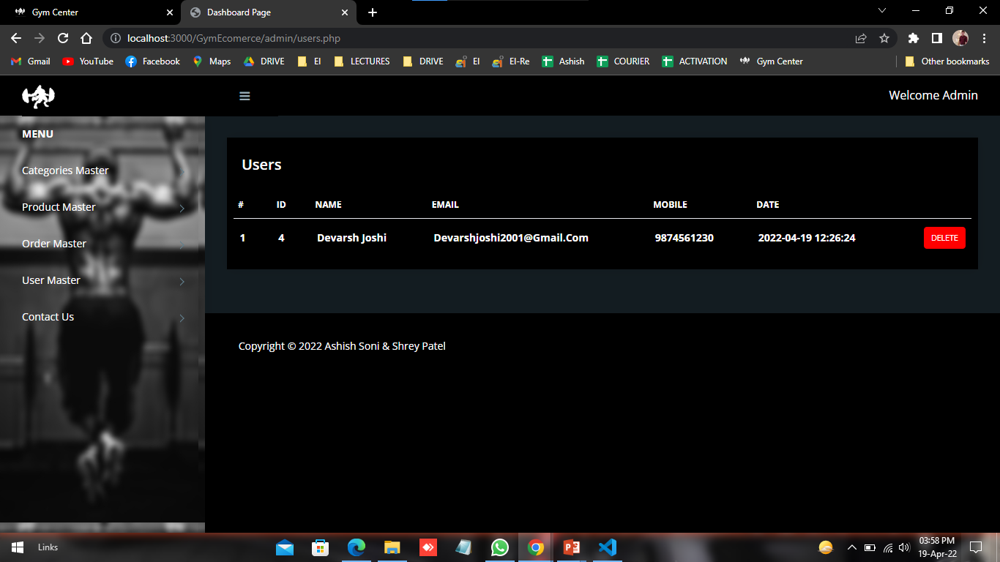 Gym Center
Dashboard Page
localhost:3000/GymEcomerce/admin/users.php
Gmail YouTube Facebook Maps DRIVE EI LECTURES DRIVE EI EI-Re Ashish COURIER ACTIVATION Gym Center Other bookmarks
Welcome Admin
MENU
Categories Master
Product Master
Order Master
User Master
Contact Us
Users
# ID NAME EMAIL MOBILE DATE
1 4 Devarsh Joshi Devarshjoshi2001@Gmail.Com 9874561230 2022-04-19 12:26:24 DELETE
Copyright © 2022 Ashish Soni & Shrey Patel
Links
03:58 PM
19-Apr-22